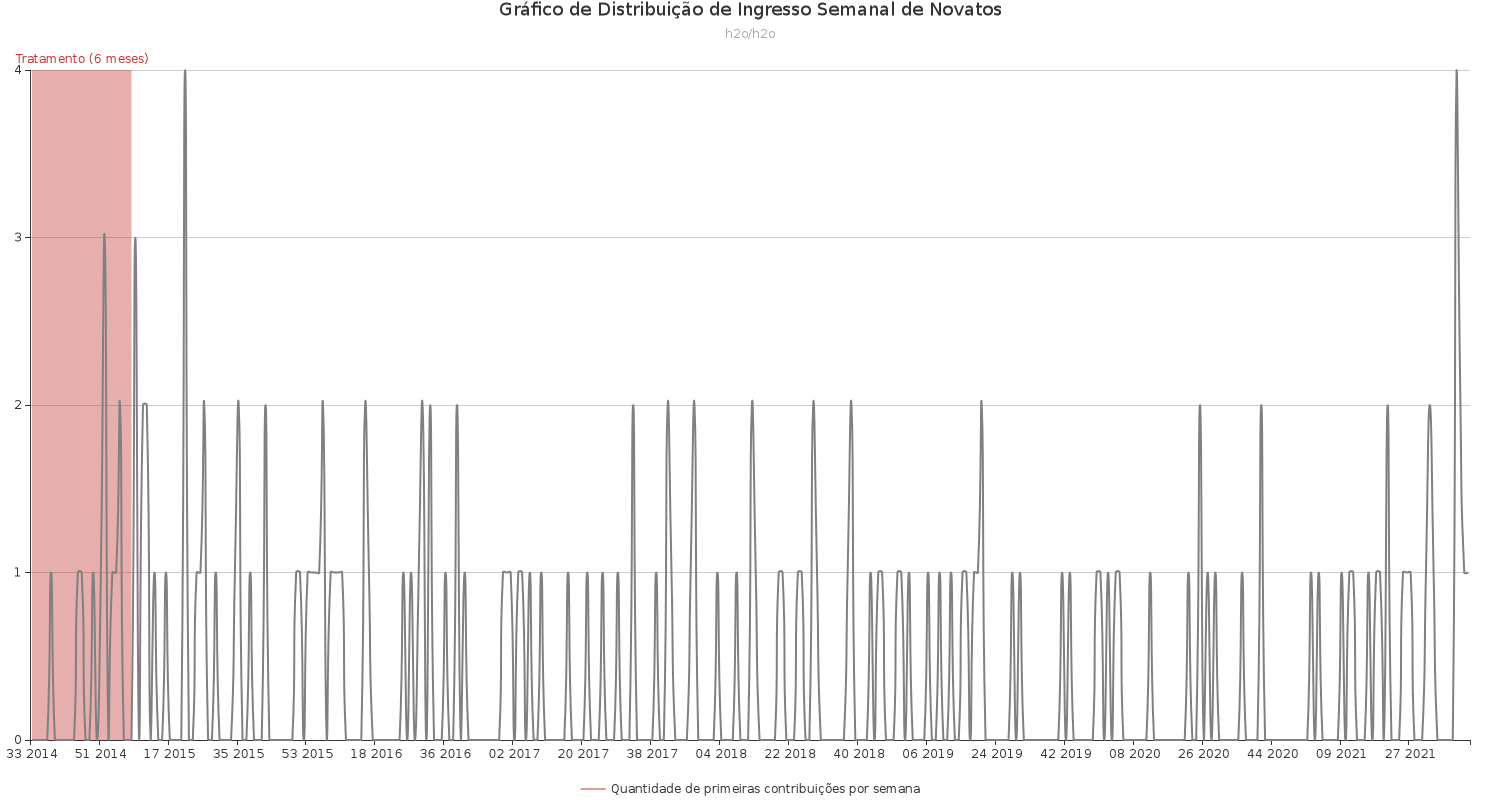 Gráfico de Distribuição de Ingresso Semanal de Novatos
h2o/h2o
Tratamento (6 meses)
4
3
2
1
0
33 2014 51 2014 17 2015 35 2015 53 2015 18 2016 36 2016 02 2017 20 2017 38 2017 04 2018 22 2018 40 2018 06 2019 24 2019 42 2019 08 2020 26 2020 44 2020 09 2021 27 2021
Quantidade de primeiras contribuições por semana